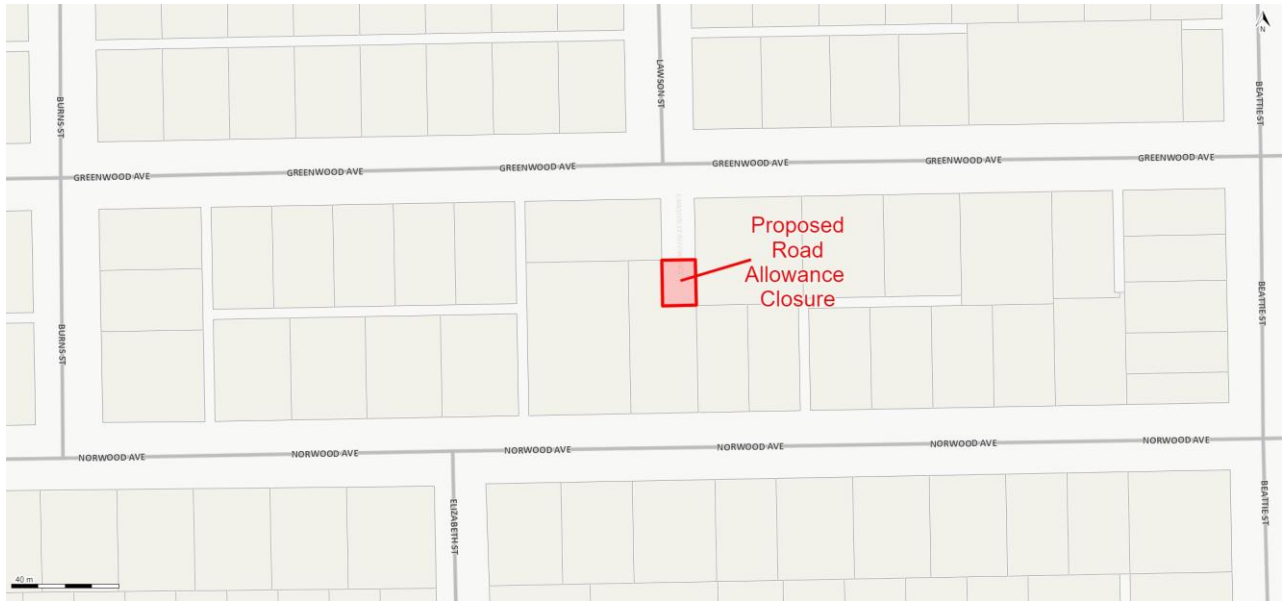 N
BURNS ST
LAWSON ST
BEATTIE ST
GREENWOOD AVE
GREENWOOD AVE
GREENWOOD AVE
GREENWOOD AVE
GREENWOOD AVE
GREENWOOD AVE
Proposed
Road
Allowance
Closure
BURNS ST
BEATTIE ST
NORWOOD AVE
NORWOOD AVE
NORWOOD AVE
NORWOOD AVE
NORWOOD AVE
NORWOOD AVE
ELIZABETH ST
BEATTIE ST
40 m